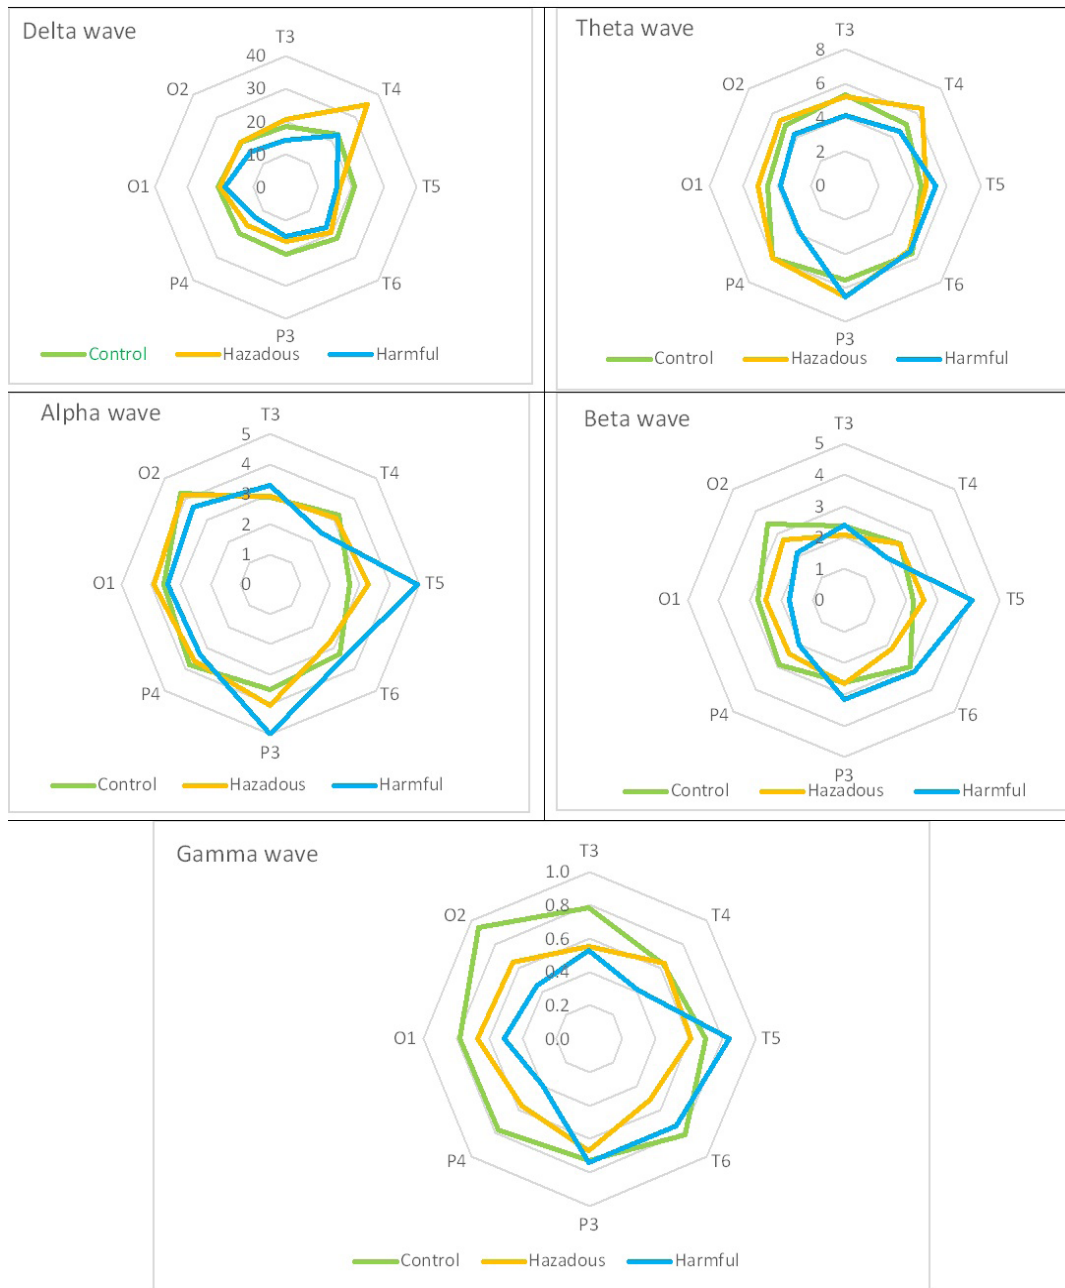 Delta wave
T3
40
30
20
10
0
T4
T5
T6
P3
P4
O1
O2
Control Hazadous Harmful
Theta wave
T3
8
6
4
2
0
T4
T5
T6
P3
P4
O1
O2
Control Hazadous Harmful
Alpha wave
T3
5
4
3
2
1
0
T4
T5
T6
P3
P4
O1
O2
Control Hazadous Harmful
Beta wave
T3
5
4
3
2
1
0
T4
T5
T6
P3
P4
O1
O2
Control Hazadous Harmful
Gamma wave
T3
1.0
0.8
0.6
0.4
0.2
0.0
T4
T5
T6
P3
P4
O1
O2
Control Hazadous Harmful